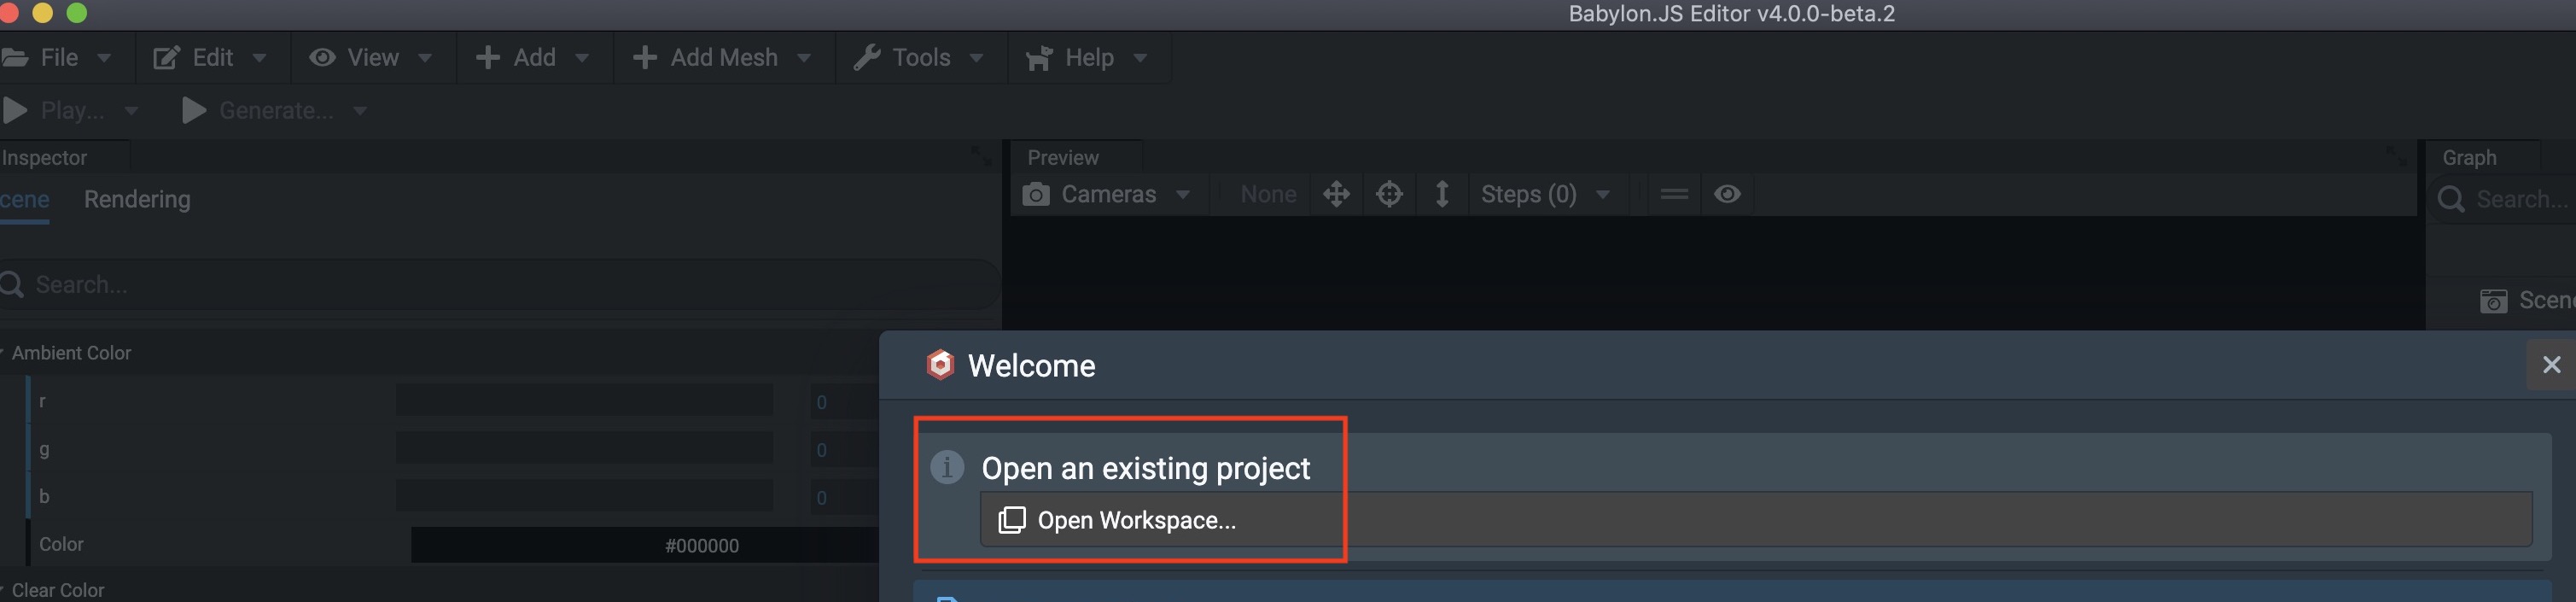 Babylon.JS Editor v4.0.0-beta.2
File Edit View Add Add Mesh Tools Help
Play... Generate...
Inspector
Preview
Graph
cene Rendering
Cameras None Steps (0)
Search...
Search...
Scene
Ambient Color
r 0
g 0
b 0
Color #000000
Clear Color
Welcome
Open an existing project
Open Workspace...